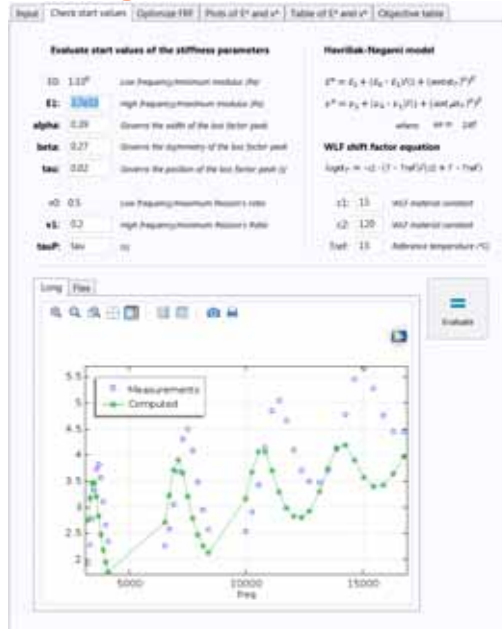 Input Check start values Optimize FRF Plots of E* and v* Table of E* and v* Objective table
Evaluate start values of the stiffness parameters
Havriliak-Negami model
E0:
Low frequency/minimum modulus (Pa)
E1:
High frequency/maximum modulus (Pa)
alpha: 0.39 Governs the width of the loss factor peak
where
beta: 0.27 Governs the asymmetry of the loss factor peak
WLF shift factor equation
tau: 0.02 Governs the position of the loss factor peak (s)
c1: 15 WLF material constant
v0: 0.5 Low frequency/maximum Poisson's ratio
c2: 120 WLF material constant
v1: 0.2 High frequency/minimum Poisson's Ratio
Tref: 15 Reference temperature (°C)
tauP: tau (s)
Long Flex
Evaluate
Measurements
Computed
5.5
5
4.5
4
3.5
3
2.5
2
5000 10000 15000
freq